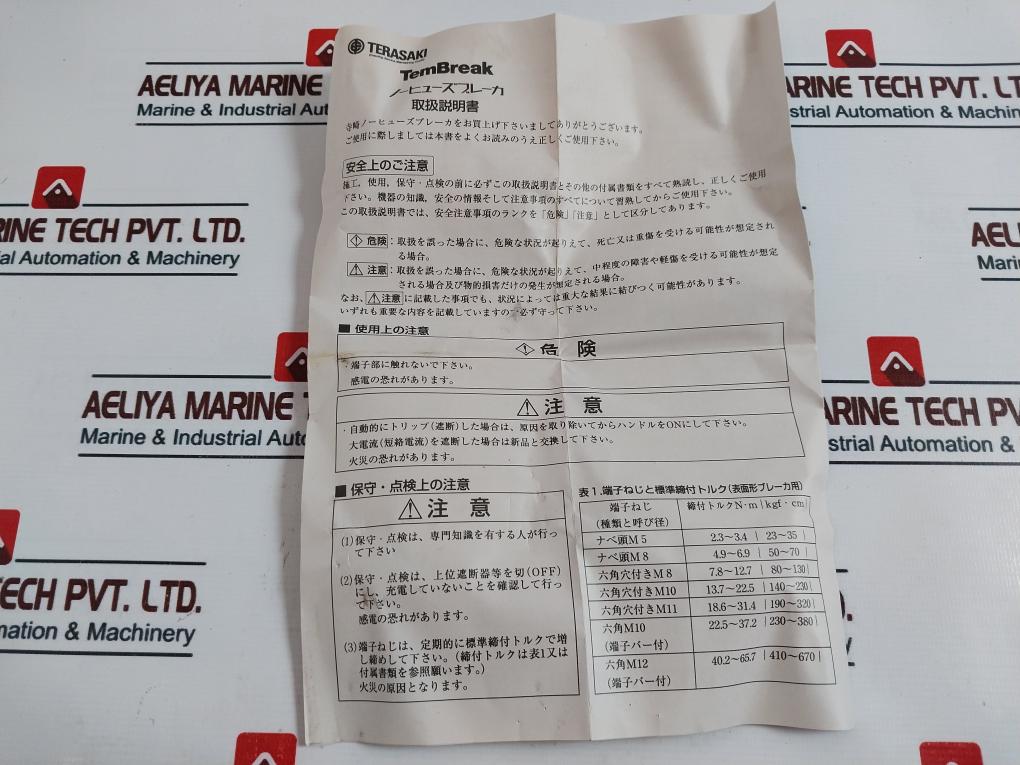 TERASAKI
TemBreak
ノーヒューズブレーカ
取扱説明書
寺崎ノーヒューズブレーカをお買上げ下さいましてありがとうございます。
ご使用に際しましては本書をよくお読みのうえ正しくご使用下さい。
安全上のご注意
施工，使用，保守・点検の前に必ずこの取扱説明書とその他の付属書類をすべて熟読し、正しくご使用
下さい。機器の知識，安全の情報そして注意事項のすべてについて習熟してからご使用下さい。
この取扱説明書では、安全注意事項のランクを「危険」「注意」として区分してあります。
危険：取扱を誤った場合に、危険な状況が起りえて、死亡又は重傷を受ける可能性が想定され
る場合。
注意：取扱を誤った場合に、危険な状況が起りえて、中程度の障害や軽傷を受ける可能性が想定
される場合及び物的損害だけの発生が想定される場合。
なお、注意に記載した事項でも、状況によっては重大な結果に結びつく可能性があります。
いずれも重要な内容を記載していますので必ず守って下さい。
■ 使用上の注意
危 険
・端子部に触れないで下さい。
感電の恐れがあります。
注 意
・自動的にトリップ(遮断)した場合は、原因を取り除いてからハンドルをONにして下さい。
大電流(短絡電流)を遮断した場合は新品と交換して下さい。
火災の恐れがあります。
■ 保守・点検上の注意
注 意
(1)保守・点検は、専門知識を有する人が行っ
て下さい
(2)保守・点検は、上位遮断器等を切(OFF)
にし、充電していないことを確認して行っ
て下さい。
感電の恐れがあります。
(3)端子ねじは、定期的に標準締付トルクで増
し締めして下さい。(締付トルクは表1又は
付属書類を参照願います。)
火災の原因となります。
表1.端子ねじと標準締付トルク(表面形ブレーカ用)
端子ねじ
(種類と呼び径) 締付トルクN・m | kgf・cm
ナベ頭M5 2.3～3.4 | 23～35
ナベ頭M8 4.9～6.9 | 50～70
六角穴付きM8 7.8～12.7 | 80～130
六角穴付きM10 13.7～22.5 | 140～230
六角穴付きM11 18.6～31.4 | 190～320
六角M10
(端子バー付) 22.5～37.2 | 230～380
六角M12
(端子バー付) 40.2～65.7 | 410～670
AELIYA MARINE
Marine & Industrial Auto
MARINE TECH PVT. LTD.
Industrial Automation & Machinery
RINE TECH PVT. LTD.
strial Automation & Machinery
AELI
Marin
AELIYA MARINE
Marine & Industrial Auto
ARINE TECH PVT. LTD.
strial Automation & Machinery
ECH PVT. LTD.
mation & Machinery